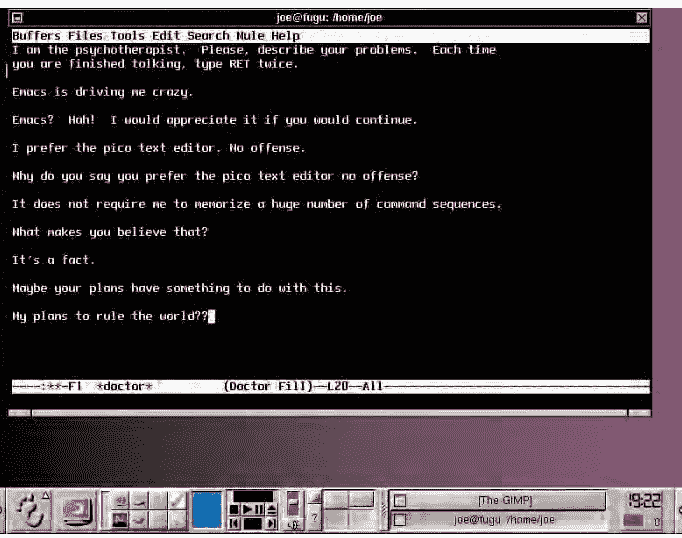 joe@fugu: /home/joe
Buffers Files Tools Edit Search Mule Help
I am the psychotherapist.  Please, describe your problems.  Each time
you are finished talking, type RET twice.
Emacs is driving me crazy.
Emacs?  Hah!  I would appreciate it if you would continue.
I prefer the pico text editor. No offense.
Why do you say you prefer the pico text editor no offense?
It does not require me to memorize a huge number of command sequences.
What makes you believe that?
It's a fact.
Maybe your plans have something to do with this.
My plans to rule the world??
----:**-F1  *doctor*          (Doctor Fill)--L20--All
[The GIMP]
19:22
joe@fugu: /home/joe